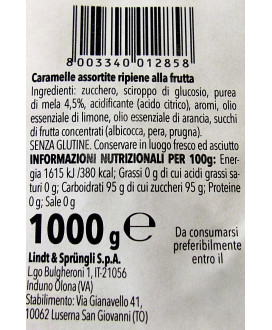 8003340012858
Caramelle assortite ripiene alla frutta
Ingredienti: zucchero, sciroppo di glucosio, purea
di mela 4,5%, acidificante (acido citrico), aromi, olio
essenziale di limone, olio essenziale di arancia, succhi
di frutta concentrati (albicocca, pera, prugna).
SENZA GLUTINE. Conservare in luogo fresco ed asciutto
INFORMAZIONI NUTRIZIONALI PER 100g: Ener-
gia 1615 kJ /380 kcal; Grassi 0 g di cui acidi grassi sa-
turi 0 g; Carboidrati 95 g di cui zuccheri 95 g; Proteine
0 g; Sale 0 g
1000 g e
Da consumarsi
preferibilmente
entro il
Lindt & Sprüngli S.p.A.
L.go Bulgheroni 1, IT-21056
Induno Olona (VA)
Stabilimento: Via Gianavello 41,
10062 Luserna San Giovanni (TO)